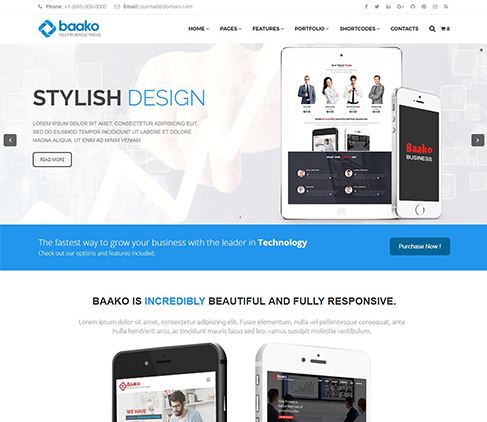 Phone: +1 (888) 000-0000 Email: ourmail@domain.com
baako
MULTIPURPOSE THEME
HOME PAGES FEATURES PORTFOLIO SHORTCODES CONTACTS 8
STYLISH DESIGN
LOREM IPSUM DOLOR SIT AMET, CONSECTETUR ADIPISICING ELIT,
SED DO EIUSMOD TEMPOR INCIDIDUNT UT LABORE ET DOLORE
MAGNA ALIQUA. UT ENIM AD MINIM VENIAM
READ MORE
Baako
BUSINESS
The fastest way to grow your business with the leader in Technology
Check out our options and features included.
Purchase Now !
BAAKO IS INCREDIBLY BEAUTIFUL AND FULLY RESPONSIVE.
Lorem ipsum dolor sit amet, consectetur adipiscing elit. Fusce elementum, nulla vel pellentesque consequat, ante
nulla hendrerit arcu, ac tincidunt mauris lacus sed leo. vamus suscipit molestie vestibulum.
Baako
WE HAVE
Baako